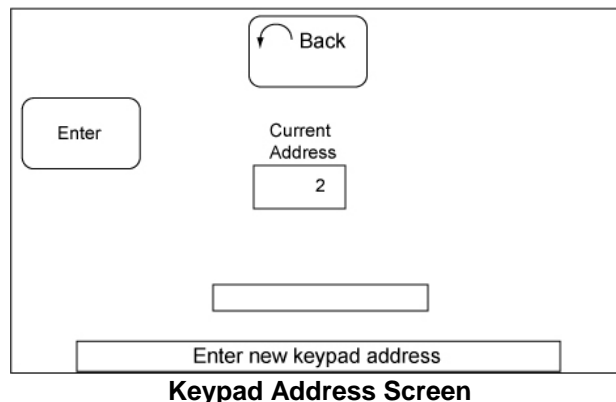 Back
Enter
Current
Address
2
Enter new keypad address
Keypad Address Screen